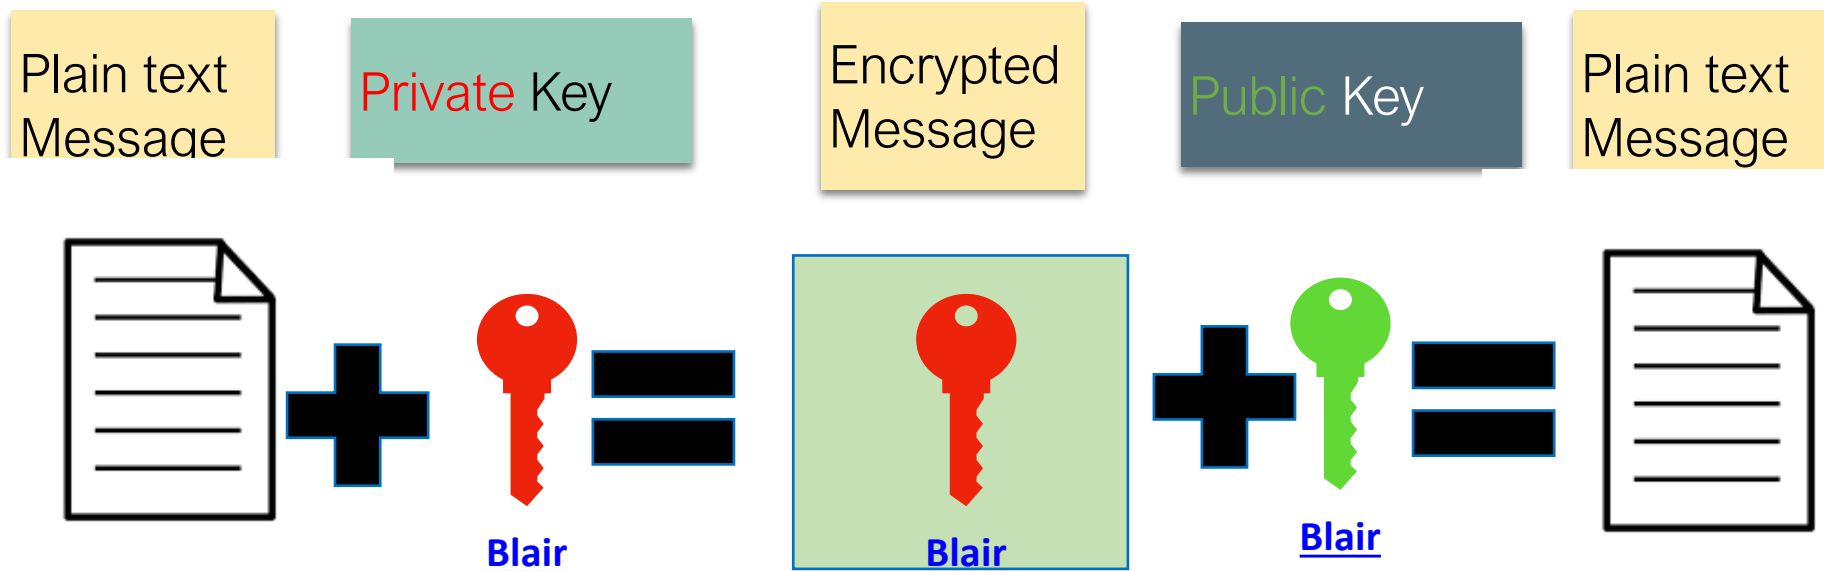 Plain text
Message
Private Key
Encrypted
Message
Public Key
Plain text
Message
Blair
Blair
Blair